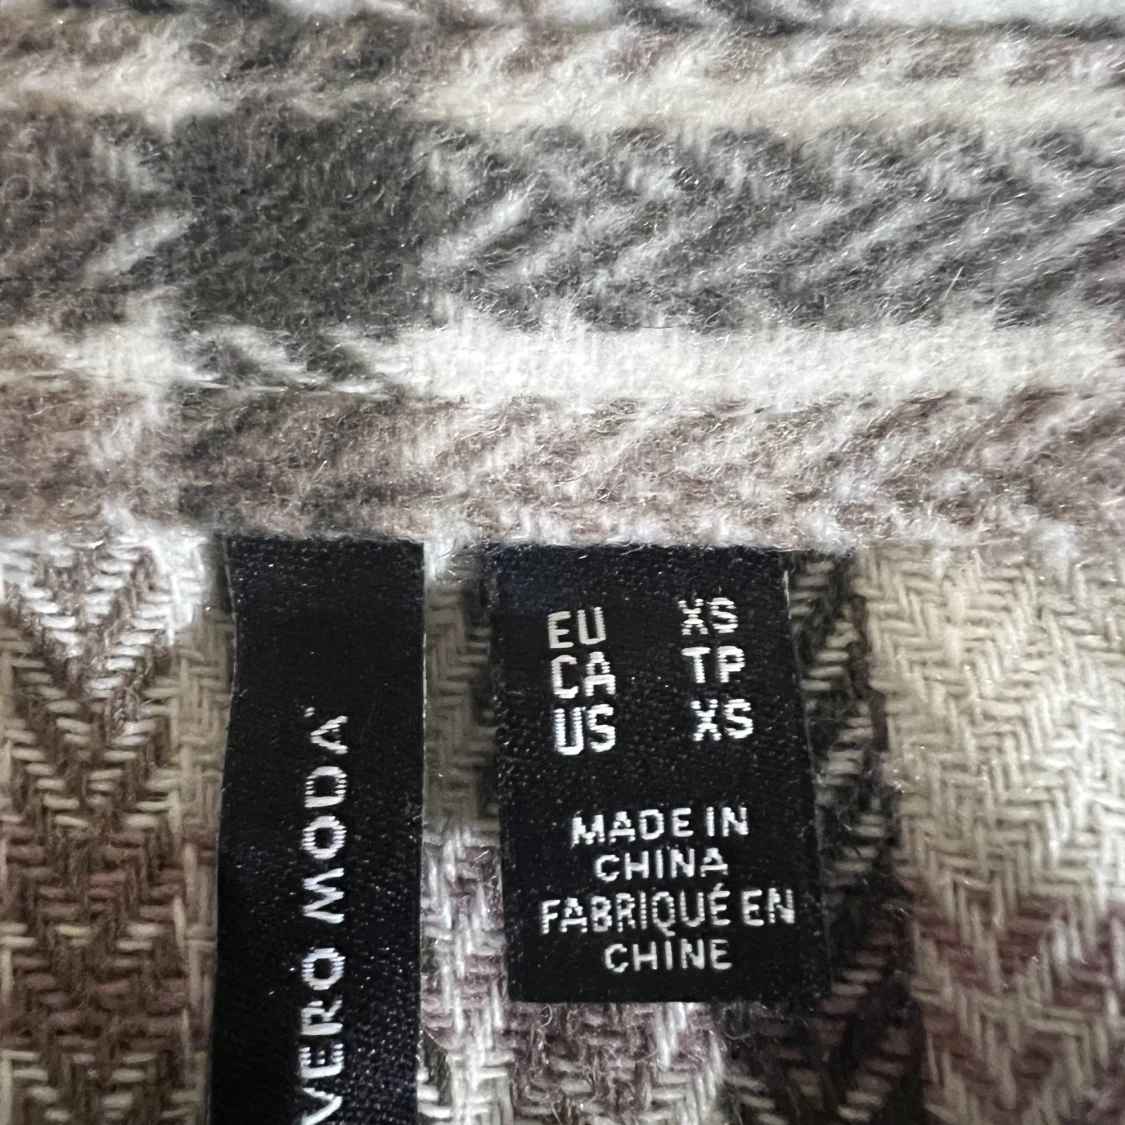 VERO MODA
EU XS
CA TP
US XS
MADE IN
CHINA
FABRIQUÉ EN
CHINE